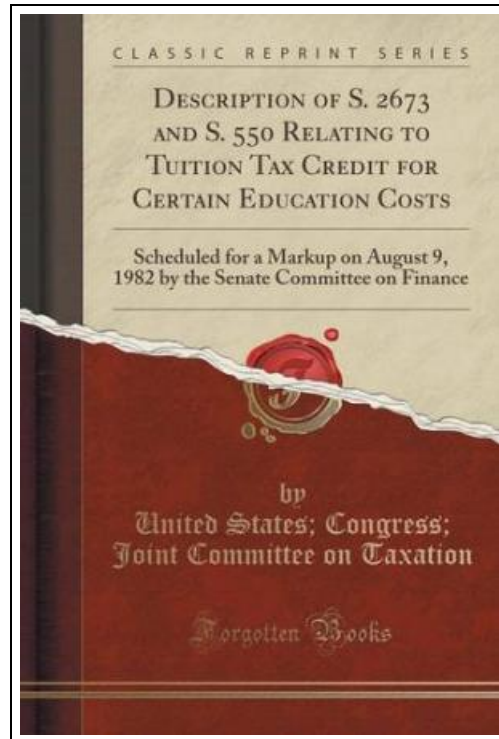 CLASSIC REPRINT SERIES
DESCRIPTION OF S. 2673
AND S. 550 RELATING TO
TUITION TAX CREDIT FOR
CERTAIN EDUCATION COSTS
Scheduled for a Markup on August 9,
1982 by the Senate Committee on Finance
F
by
United States; Congress;
Joint Committee on Taxation
Forgotten Books